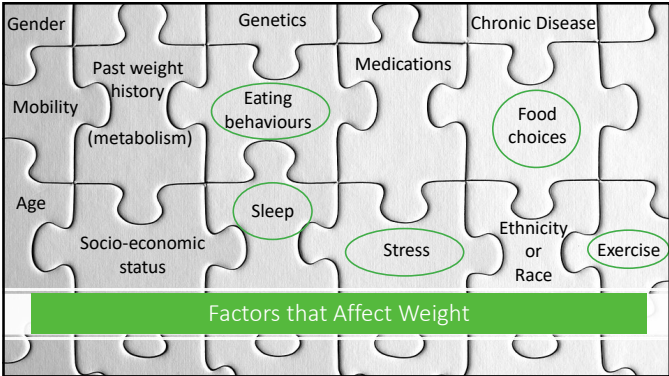 Gender
Genetics
Chronic Disease
Past weight
history
(metabolism)
Medications
Mobility
Eating
behaviours
Food
choices
Age
Sleep
Socio-economic
status
Stress
Ethnicity
or
Race
Exercise
Factors that Affect Weight